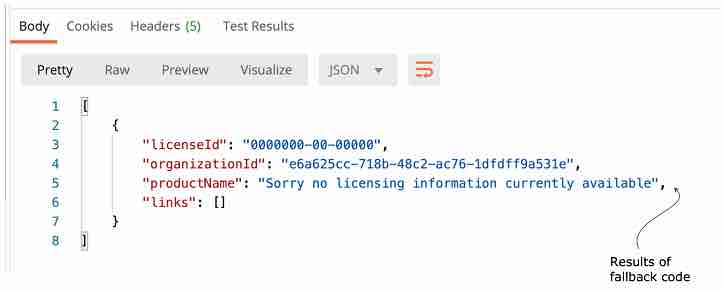 Body Cookies Headers (5) Test Results
Pretty Raw Preview Visualize JSON
1 [
2 {
3 "licenseId": "0000000-00-00000",
4 "organizationId": "e6a625cc-718b-48c2-ac76-1dfdff9a531e",
5 "productName": "Sorry no licensing information currently available",
6 "links": []
7 }
8 ]
Results of
fallback code